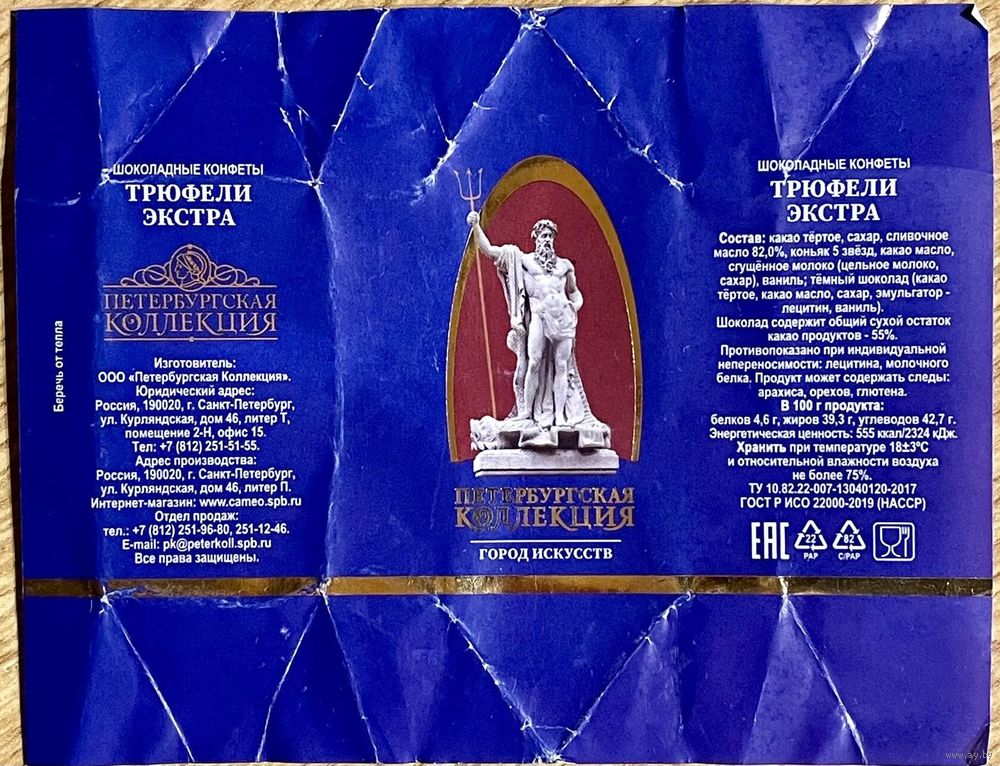 Беречь от тепла
ШОКОЛАДНЫЕ КОНФЕТЫ
ТРЮФЕЛИ
ЭКСТРА
ПЕТЕРБУРГСКАЯ
КОЛЛЕКЦИЯ
Изготовитель:
ООО «Петербургская Коллекция».
Юридический адрес:
Россия, 190020, г. Санкт-Петербург,
ул. Курляндская, дом 46, литер Т,
помещение 2-Н, офис 15.
Тел: +7 (812) 251-51-55.
Адрес производства:
Россия, 190020, г. Санкт-Петербург,
ул. Курляндская, дом 46, литер П.
Интернет-магазин: www.cameo.spb.ru
Отдел продаж:
тел.: +7 (812) 251-96-80, 251-12-46.
E-mail: pk@peterkoll.spb.ru
Все права защищены.
ПЕТЕРБУРГСКАЯ
КОЛЛЕКЦИЯ
ГОРОД ИСКУССТВ
ШОКОЛАДНЫЕ КОНФЕТЫ
ТРЮФЕЛИ
ЭКСТРА
Состав: какао тёртое, сахар, сливочное
масло 82,0%, коньяк 5 звёзд, какао масло,
сгущённое молоко (цельное молоко,
сахар), ваниль; тёмный шоколад (какао
тёртое, какао масло, сахар, эмульгатор -
лецитин, ваниль).
Шоколад содержит общий сухой остаток
какао продуктов - 55%.
Противопоказано при индивидуальной
непереносимости: лецитина, молочного
белка. Продукт может содержать следы:
арахиса, орехов, глютена.
В 100 г продукта:
белков 4,6 г, жиров 39,3 г, углеводов 42,7 г.
Энергетическая ценность: 555 ккал/2324 кДж.
Хранить при температуре 18±3°С
и относительной влажности воздуха
не более 75%.
ТУ 10.82.22-007-13040120-2017
ГОСТ Р ИСО 22000-2019 (НАССР)
EAC
22
PAP
82
C/PAP
www.ay.by